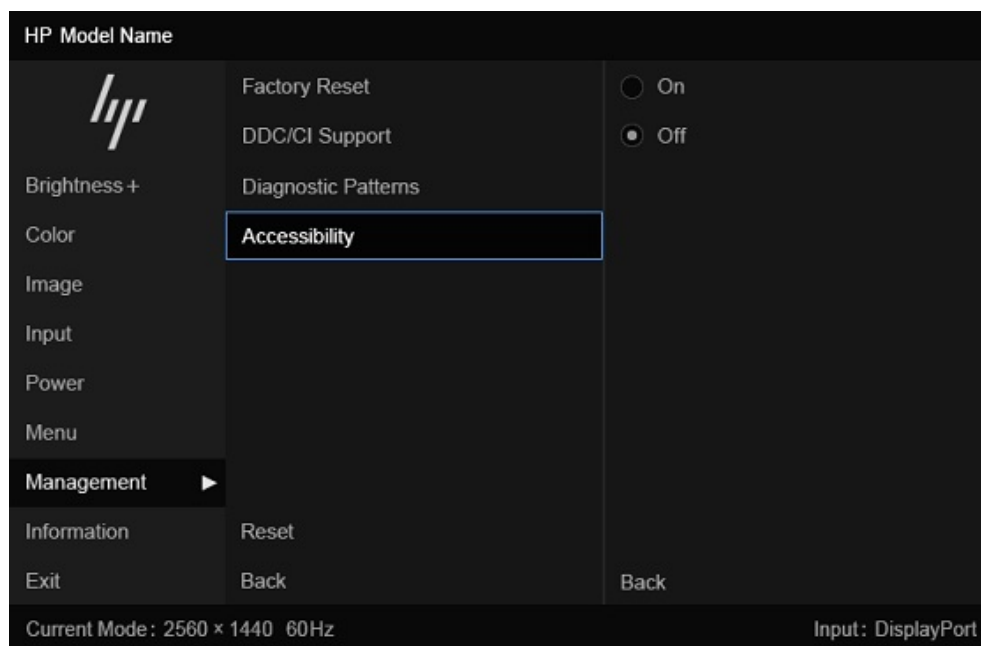 HP Model Name
hp
Brightness+
Color
Image
Input
Power
Menu
Management
Information
Exit
Factory Reset
DDC/CI Support
Diagnostic Patterns
Accessibility
Reset
Back
On
Off
Back
Current Mode: 2560 × 1440 60Hz
Input: DisplayPort